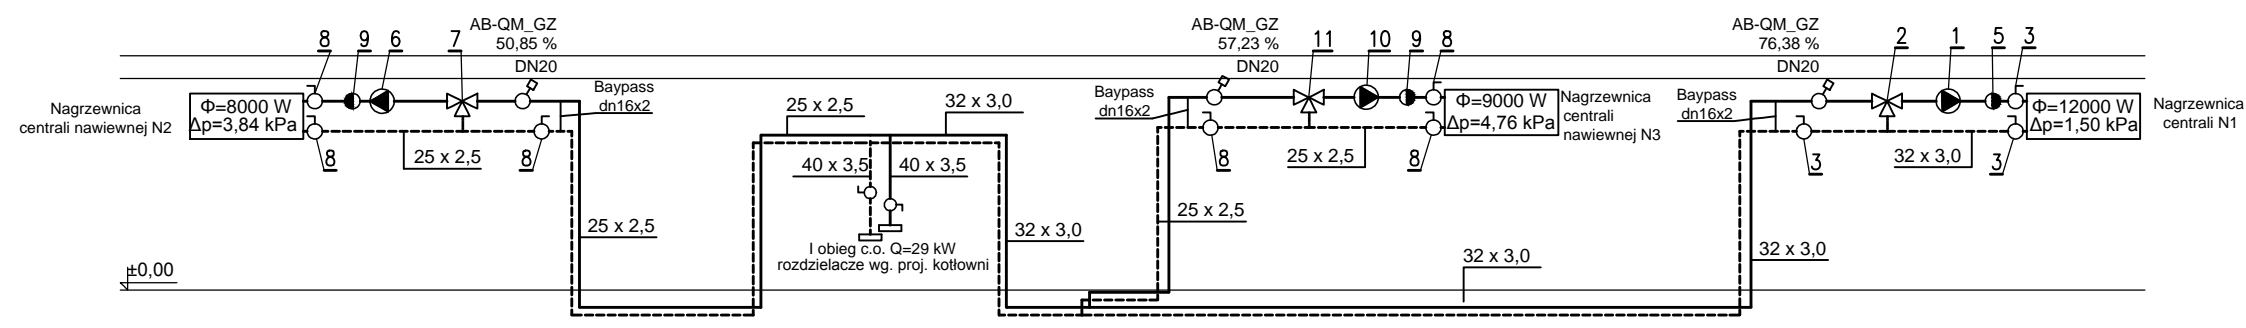 AB-QM_GZ
50,85 %
8
9
6
7
DN20
Baypass
dn16x2
Nagrzewnica
centrali nawiewnej N2
Φ=8000 W
Δp=3,84 kPa
8
25 x 2,5
8
25 x 2,5
25 x 2,5
32 x 3,0
40 x 3,5
40 x 3,5
I obieg c.o. Q=29 kW
rozdzielacze wg. proj. kotłowni
32 x 3,0
±0,00
AB-QM_GZ
57,23 %
11
10
9
8
DN20
Baypass
dn16x2
Φ=9000 W
Δp=4,76 kPa
Nagrzewnica
centrali
nawiewnej N3
8
25 x 2,5
8
25 x 2,5
32 x 3,0
AB-QM_GZ
76,38 %
2
1
5
3
DN20
Baypass
dn16x2
Φ=12000 W
Δp=1,50 kPa
Nagrzewnica
centrali N1
3
32 x 3,0
3
32 x 3,0